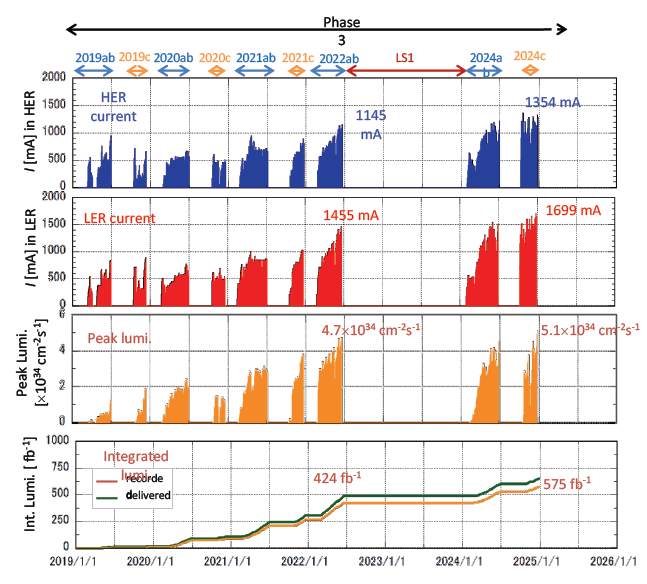 Phase
3
2019ab
2019c
2020ab
2020c
2021ab
2021c
2022ab
LS1
2024a
b
2024c
I [mA] in HER
2000
1500
1000
500
0
HER
current
1145
mA
1354 mA
I [mA] in LER
2000
1500
1000
500
0
LER current
1455 mA
1699 mA
Peak Lumi.
[×10³⁴ cm⁻²s⁻¹]
6
4
2
0
Peak lumi.
4.7×10³⁴ cm⁻²s⁻¹
5.1×10³⁴ cm⁻²s⁻¹
Int. Lumi. [ fb⁻¹]
1000
750
500
250
0
Integrated
lumi.
recorde
d
delivered
424 fb⁻¹
575 fb⁻¹
2019/1/1
2020/1/1
2021/1/1
2022/1/1
2023/1/1
2024/1/1
2025/1/1
2026/1/1